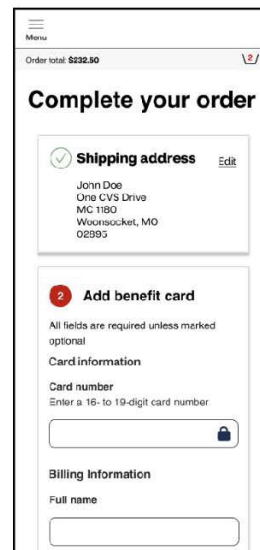 Menu
Order total: $232.50
2
Complete your order
Shipping address
Edit
John Doe
One CVS Drive
MC 1180
Woonsocket, MO
02895
2
Add benefit card
All fields are required unless marked
optional
Card information
Card number
Enter a 16- to 19-digit card number
Billing Information
Full name